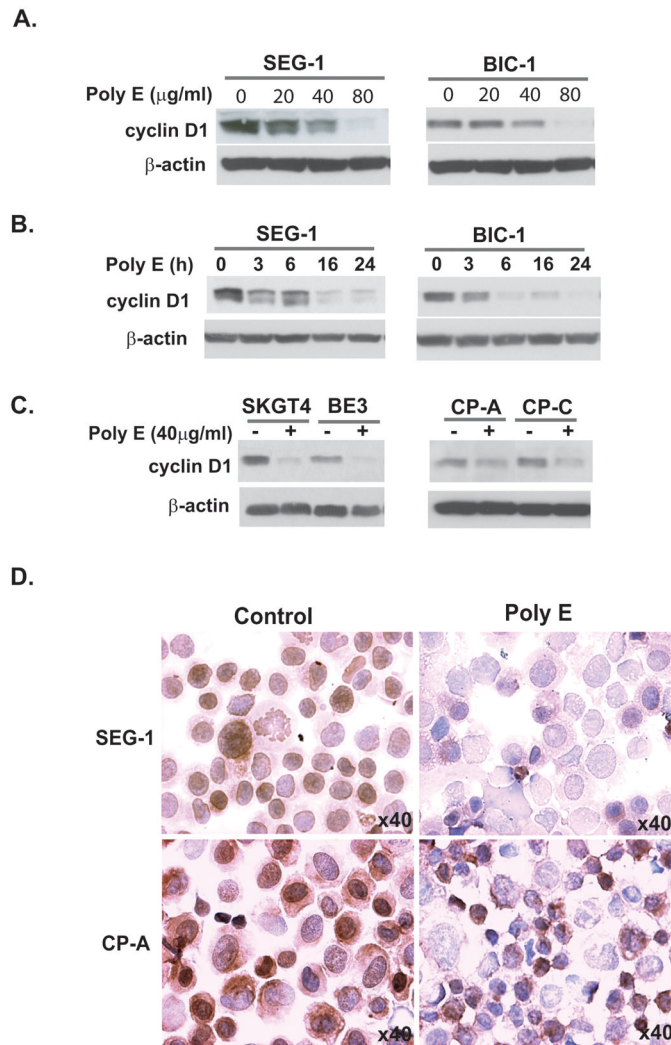 A.
SEG-1 BIC-1
Poly E (μg/ml) 0 20 40 80 0 20 40 80
cyclin D1
β-actin
B.
SEG-1 BIC-1
Poly E (h) 0 3 6 16 24 0 3 6 16 24
cyclin D1
β-actin
C.
SKGT4 BE3 CP-A CP-C
Poly E (40μg/ml) - + - + - + - +
cyclin D1
β-actin
D.
Control Poly E
SEG-1
x40 x40
CP-A
x40 x40